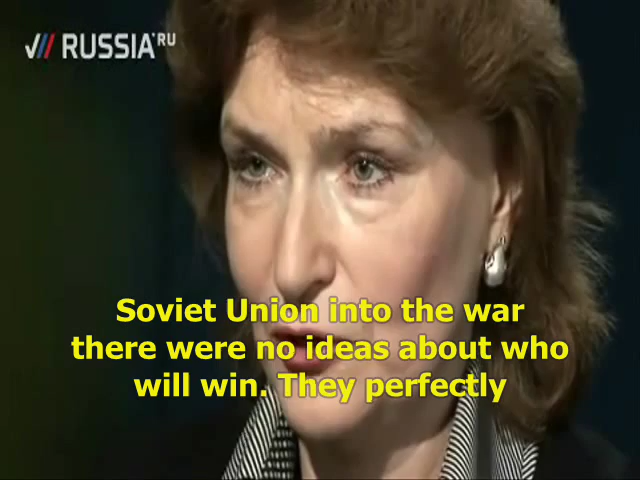 RUSSIA.RU
Soviet Union into the war
there were no ideas about who
will win. They perfectly